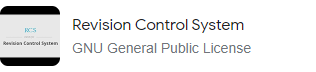 RCS
Revision Control System
Revision Control System
GNU General Public License